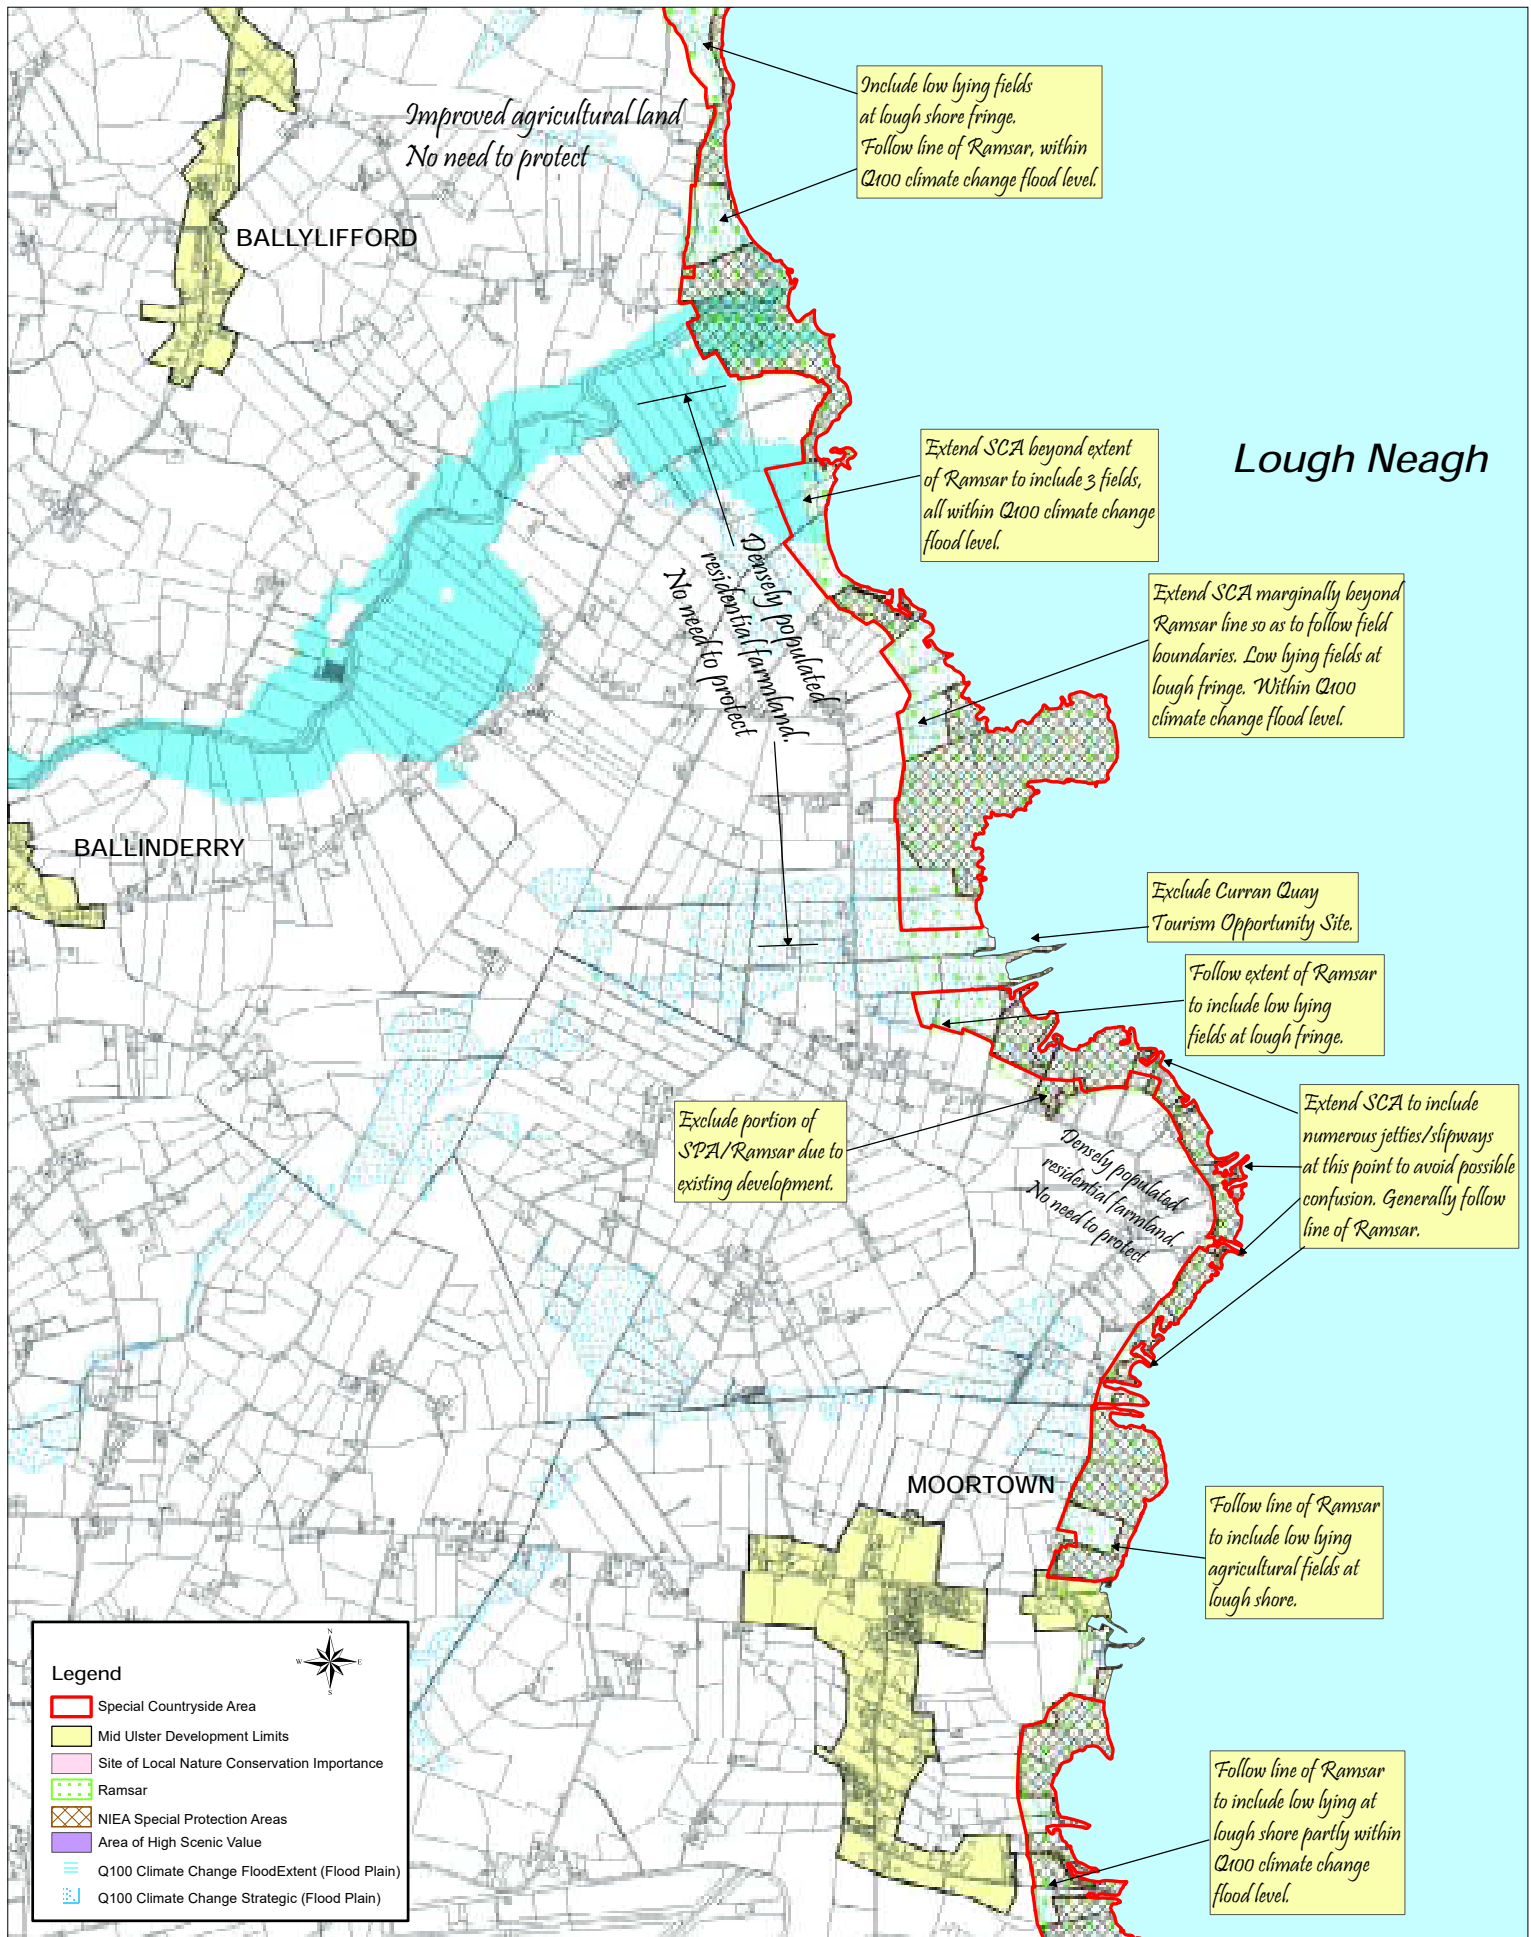 Improved agricultural land
No need to protect
Include low lying fields
at lough shore fringe.
Follow line of Ramsar, within
Q100 climate change flood level.
BALLYLIFFORD
Lough Neagh
Extend SCA beyond extent
of Ramsar to include 3 fields,
all within Q100 climate change
flood level.
Densely populated
residential farmland.
No need to protect
Extend SCA marginally beyond
Ramsar line so as to follow field
boundaries. Low lying fields at
lough fringe. Within Q100
climate change flood level.
BALLINDERRY
Exclude Curran Quay
Tourism Opportunity Site.
Follow extent of Ramsar
to include low lying
fields at lough fringe.
Exclude portion of
SPA/Ramsar due to
existing development.
Densely populated
residential farmland.
No need to protect
Extend SCA to include
numerous jetties/slipways
at this point to avoid possible
confusion. Generally follow
line of Ramsar.
MOORTOWN
Follow line of Ramsar
to include low lying
agricultural fields at
lough shore.
Follow line of Ramsar
to include low lying at
lough shore partly within
Q100 climate change
flood level.
N
W E
S
Legend
Special Countryside Area
Mid Ulster Development Limits
Site of Local Nature Conservation Importance
Ramsar
NIEA Special Protection Areas
Area of High Scenic Value
Q100 Climate Change FloodExtent (Flood Plain)
Q100 Climate Change Strategic (Flood Plain)